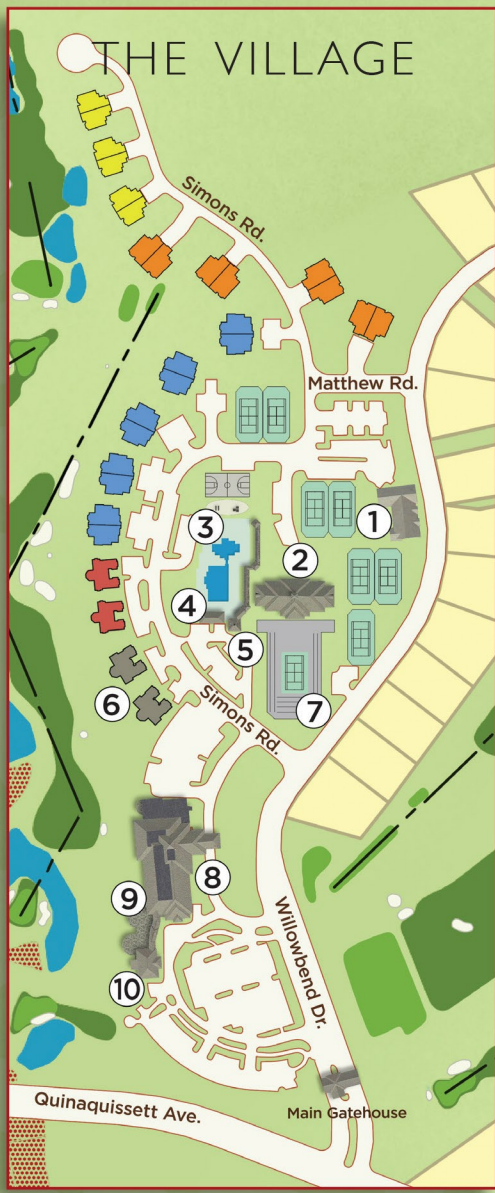 THE VILLAGE
Simons Rd.
Matthew Rd.
1
3
2
4
5
6
Simons Rd.
7
8
9
Willowbend Dr.
10
Quinaquissett Ave.
Main Gatehouse